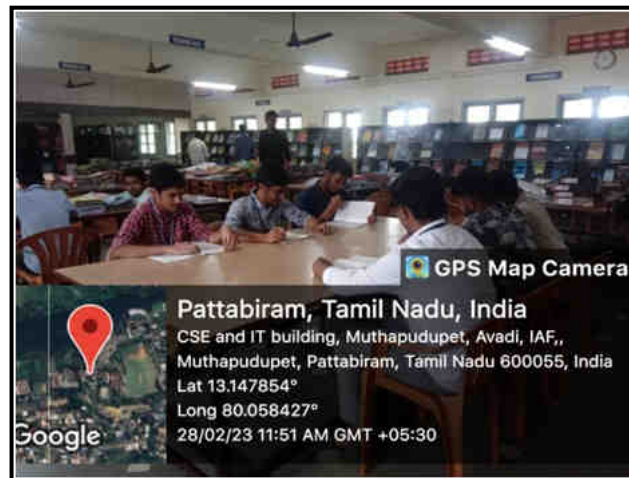 GPS Map Camera
Pattabiram, Tamil Nadu, India
CSE and IT building, Muthapudupet, Avadi, IAF,,
Muthapudupet, Pattabiram, Tamil Nadu 600055, India
Lat 13.147854°
Long 80.058427°
28/02/23 11:51 AM GMT +05:30
Google